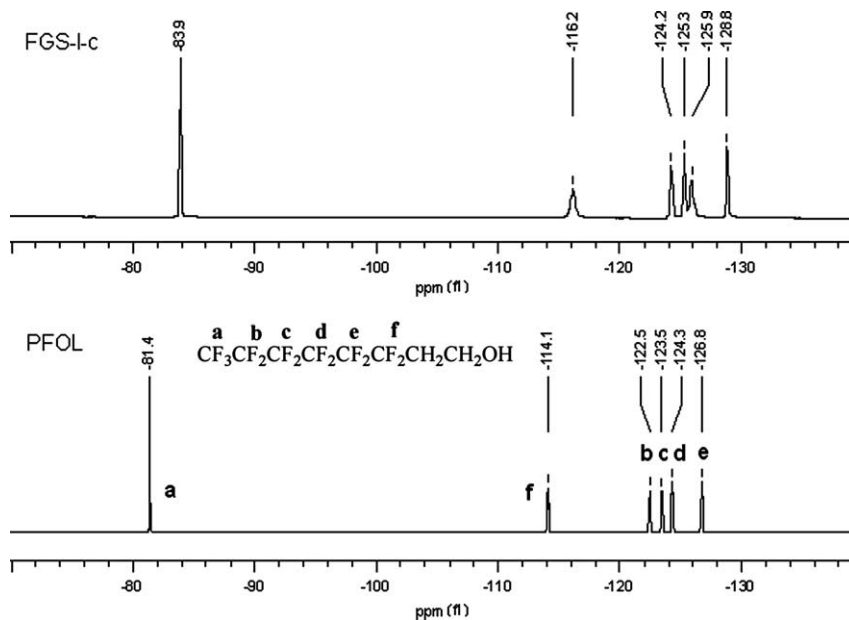 FGS-I-c
-83.9
-116.2
-124.2
-125.3
-125.9
-128.8
-80 -90 -100 -110 -120 -130
ppm (f1)
PFOL
a b c d e f
CF₃CF₂CF₂CF₂CF₂CF₂CH₂CH₂OH
-81.4
-114.1
-122.5
-123.5
-124.3
-126.8
a f b c d e
-80 -90 -100 -110 -120 -130
ppm (f1)